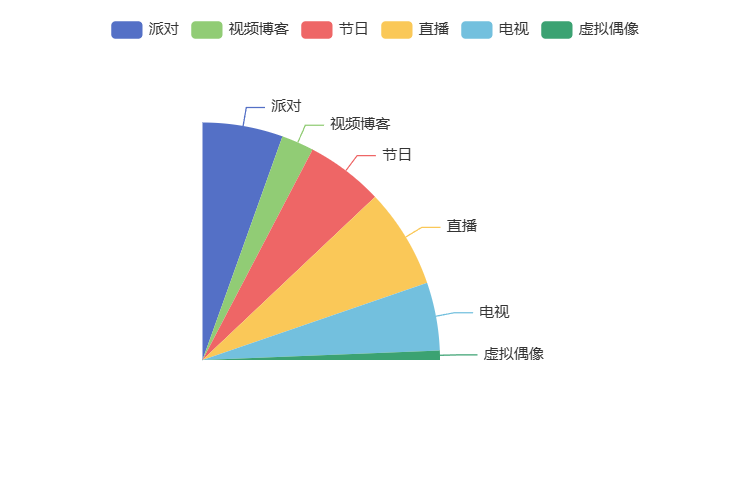 派对 视频博客 节日 直播 电视 虚拟偶像
派对
视频博客
节日
直播
电视
虚拟偶像